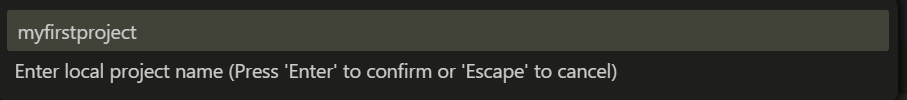 myfirstproject
Enter local project name (Press 'Enter' to confirm or 'Escape' to cancel)